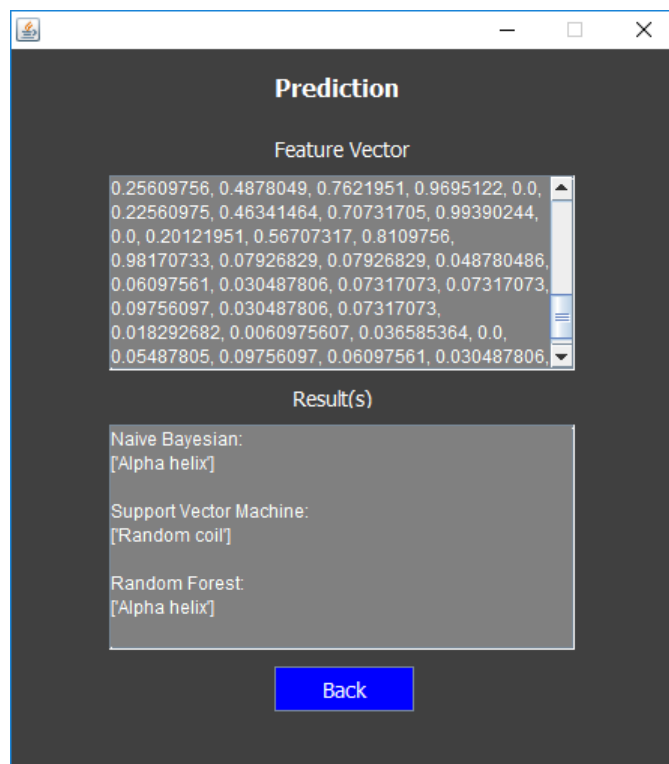 Prediction
Feature Vector
0.25609756, 0.4878049, 0.7621951, 0.9695122, 0.0,
0.22560975, 0.46341464, 0.70731705, 0.99390244,
0.0, 0.20121951, 0.56707317, 0.8109756,
0.98170733, 0.07926829, 0.07926829, 0.048780486,
0.06097561, 0.030487806, 0.07317073, 0.07317073,
0.09756097, 0.030487806, 0.07317073,
0.018292682, 0.0060975607, 0.036585364, 0.0,
0.05487805, 0.09756097, 0.06097561, 0.030487806,
Result(s)
Naive Bayesian:
['Alpha helix']
Support Vector Machine:
['Random coil']
Random Forest:
['Alpha helix']
Back